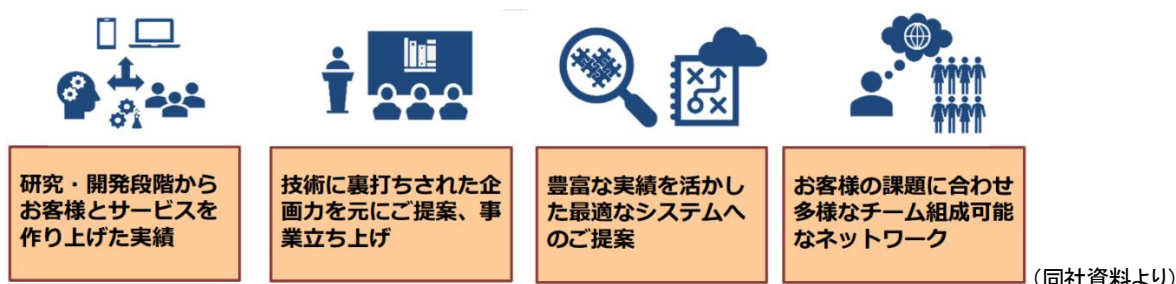 研究・開発段階から
お客様とサービスを
作り上げた実績
技術に裏打ちされた企
画力を元にご提案、事
業立ち上げ
豊富な実績を活かし
た最適なシステムへ
のご提案
お客様の課題に合わせ
多様なチーム組成可能
なネットワーク
(同社資料より)